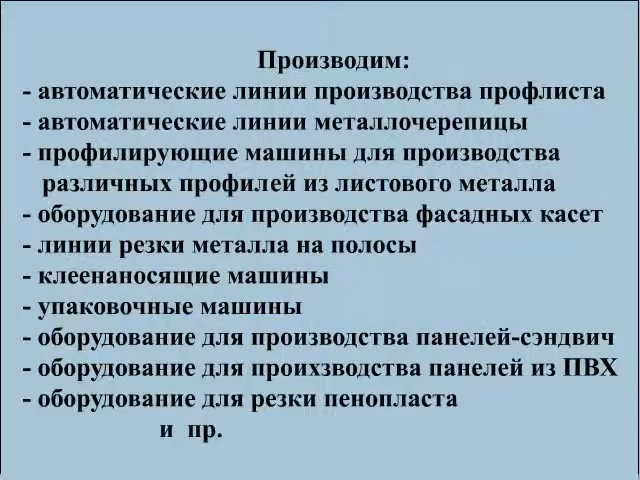 Производим:
- автоматические линии производства профлиста
- автоматические линии металлочерепицы
- профилирующие машины для производства
различных профилей из листового металла
- оборудование для производства фасадных касет
- линии резки металла на полосы
- клеенаносящие машины
- упаковочные машины
- оборудование для производства панелей-сэндвич
- оборудование для проихзводства панелей из ПВХ
- оборудование для резки пенопласта
и пр.